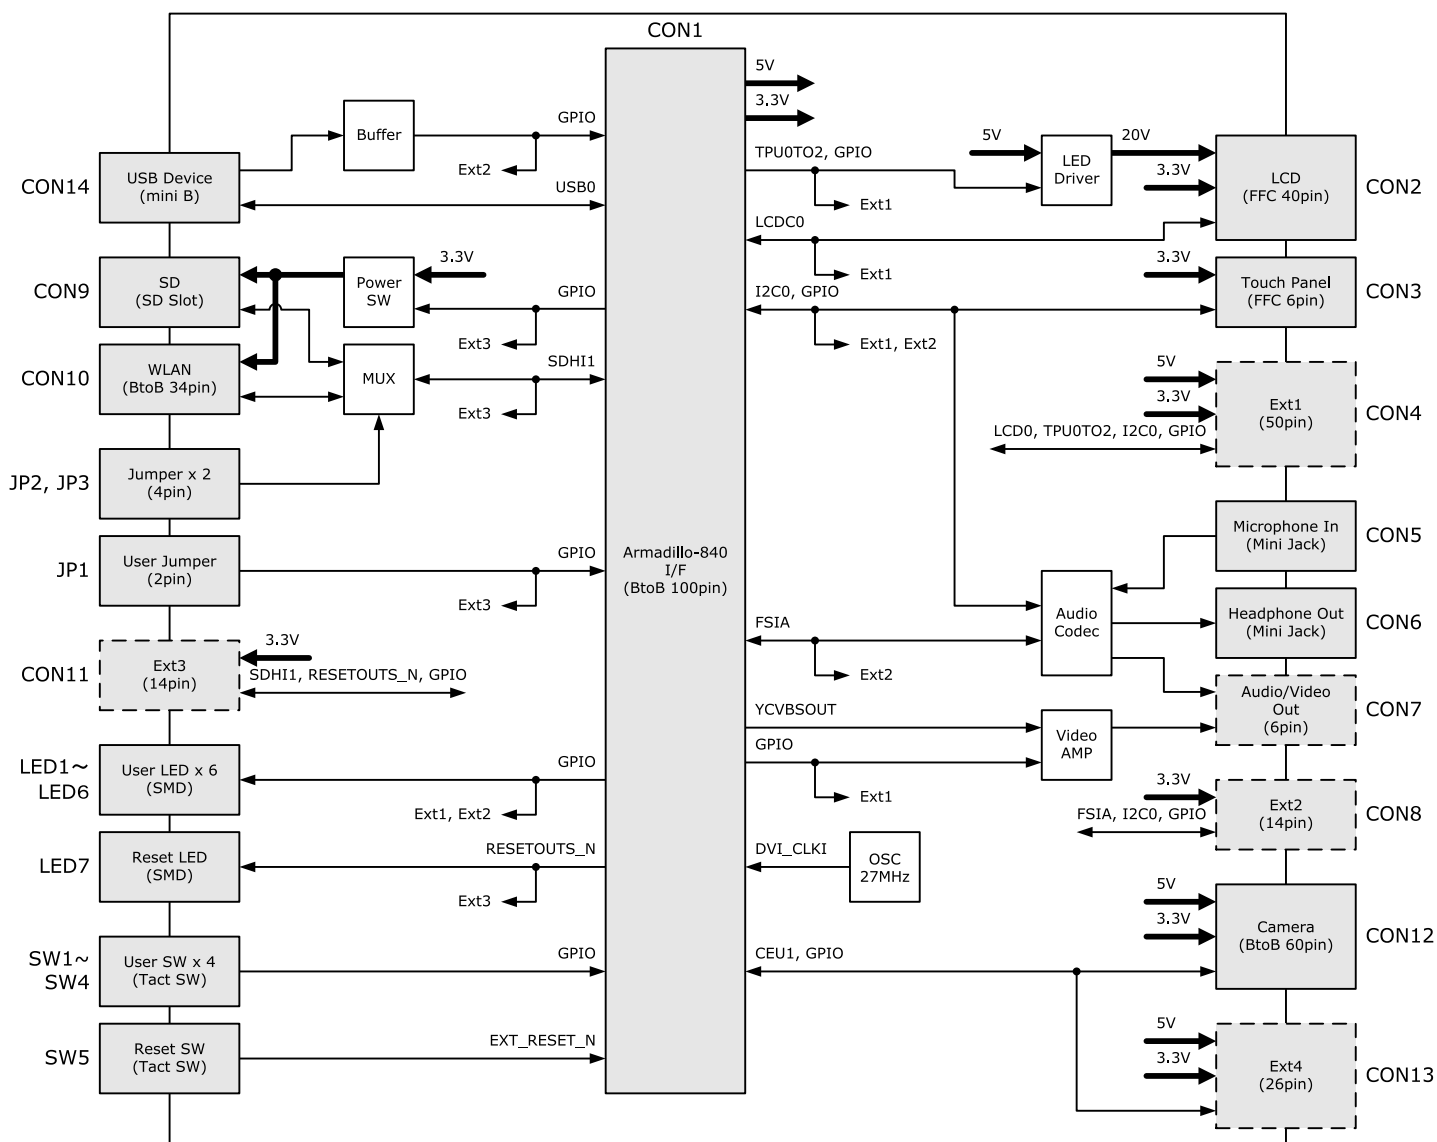 CON1
5V
3.3V
CON14
USB Device
(mini B)
Buffer
GPIO
Ext2
USB0
CON9
SD
(SD Slot)
Power
SW
3.3V
GPIO
Ext3
CON10
WLAN
(BtoB 34pin)
MUX
SDHI1
Ext3
JP2, JP3
Jumper x 2
(4pin)
JP1
User Jumper
(2pin)
GPIO
Ext3
CON11
Ext3
(14pin)
3.3V
SDHI1, RESETOUTS_N, GPIO
LED1~
LED6
User LED x 6
(SMD)
GPIO
Ext1, Ext2
LED7
Reset LED
(SMD)
RESETOUTS_N
Ext3
SW1~
SW4
User SW x 4
(Tact SW)
GPIO
SW5
Reset SW
(Tact SW)
EXT_RESET_N
Armadillo-840
I/F
(BtoB 100pin)
TPU0TO2, GPIO
Ext1
5V
LED
Driver
20V
3.3V
LCD
(FFC 40pin)
CON2
LCDC0
Ext1
3.3V
Touch Panel
(FFC 6pin)
CON3
I2C0, GPIO
Ext1, Ext2
5V
3.3V
LCD0, TPU0TO2, I2C0, GPIO
Ext1
(50pin)
CON4
Microphone In
(Mini Jack)
CON5
Audio
Codec
Headphone Out
(Mini Jack)
CON6
FSIA
Ext2
Audio/Video
Out
(6pin)
CON7
YCVBSOUT
GPIO
Ext1
Video
AMP
3.3V
FSIA, I2C0, GPIO
Ext2
(14pin)
CON8
DVI_CLKI
OSC
27MHz
5V
3.3V
Camera
(BtoB 60pin)
CON12
CEU1, GPIO
5V
3.3V
Ext4
(26pin)
CON13